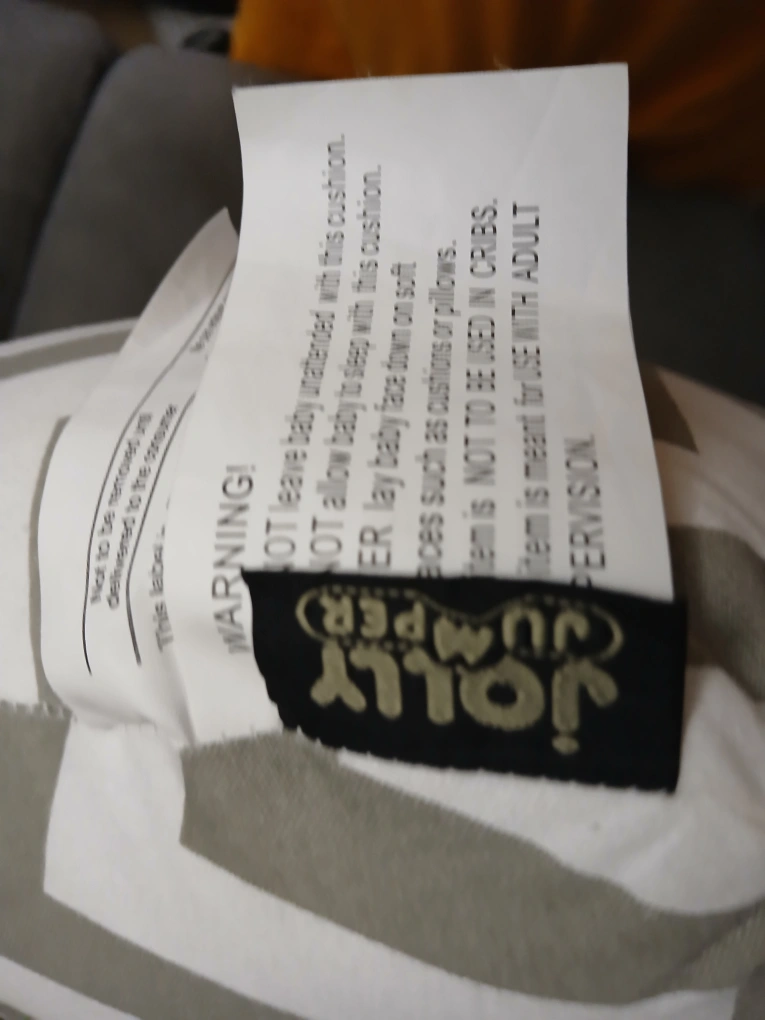 WARNING!
OT leave baby unattended with this cushion.
OT allow baby to sleep with this cushion.
ER lay baby face down on soft
aces such as cushions or pillows.
item is NOT TO BE USED IN CRIBS.
item is meant for USE WITH ADULT
PERVISION.
JOLLY
JUMPER
Not to be removed until
delivered to the consumer
This label